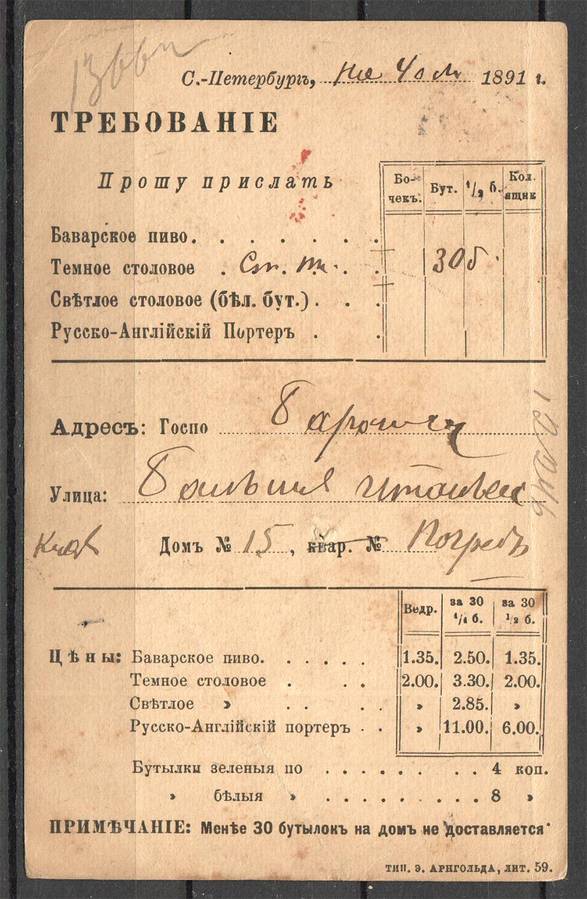 С.-Петербургъ, 1891 г.
ТРЕБОВАНІЕ
Прошу прислать
Бо-чекъ. Бут. 1/2 б. Кол. ящик
Баварское пиво. . . . . . .
Темное столовое . Ст. . . 30 б.
Свѣтлое столовое (бѣл. бут.) . . .
Русско-Англійскій Портеръ . .
Адресъ: Госпо
Улица: Большая
Домъ № 15, квар. № Погребъ
Ведр. за 30 1/1 б. за 30 1/2 б.
Цѣны: Баварское пиво. . . . . . 1.35. 2.50. 1.35.
Темное столовое . . . . 2.00. 3.30. 2.00.
Свѣтлое » . . . . » 2.85. »
Русско-Англійскій портеръ . . » 11.00. 6.00.
Бутылки зеленыя по . . . . . . . . 4 коп.
» бѣлыя » . . . . . . . . 8 »
ПРИМѢЧАНІЕ: Менѣе 30 бутылокъ на домъ не доставляется
ТИП. Э. АРНГОЛЬДА, ЛИТ. 59.